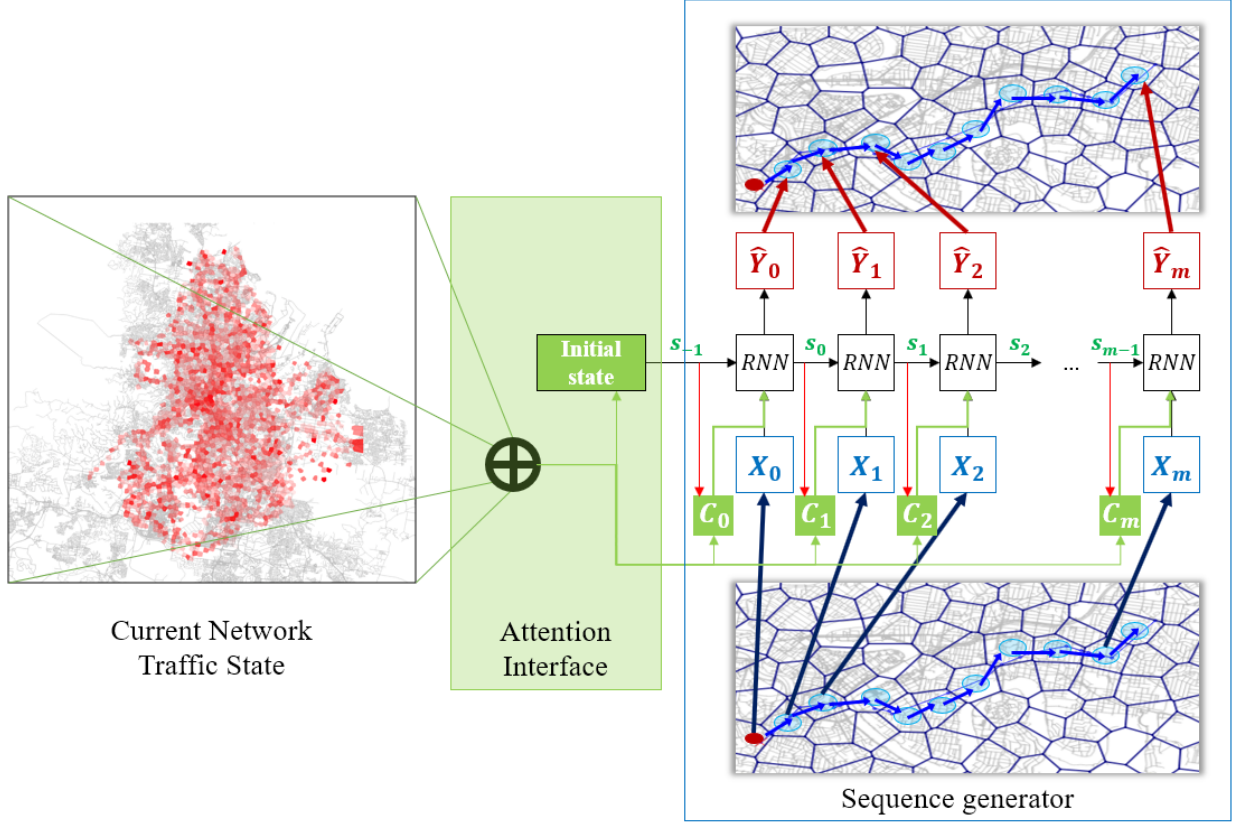 Ŷ₀ Ŷ₁ Ŷ₂ Ŷₘ
s₋₁ s₀ s₁ s₂ sₘ₋₁
Initial
state
RNN RNN RNN ... RNN
X₀ X₁ X₂ Xₘ
C₀ C₁ C₂ Cₘ
Current Network
Traffic State
Attention
Interface
Sequence generator